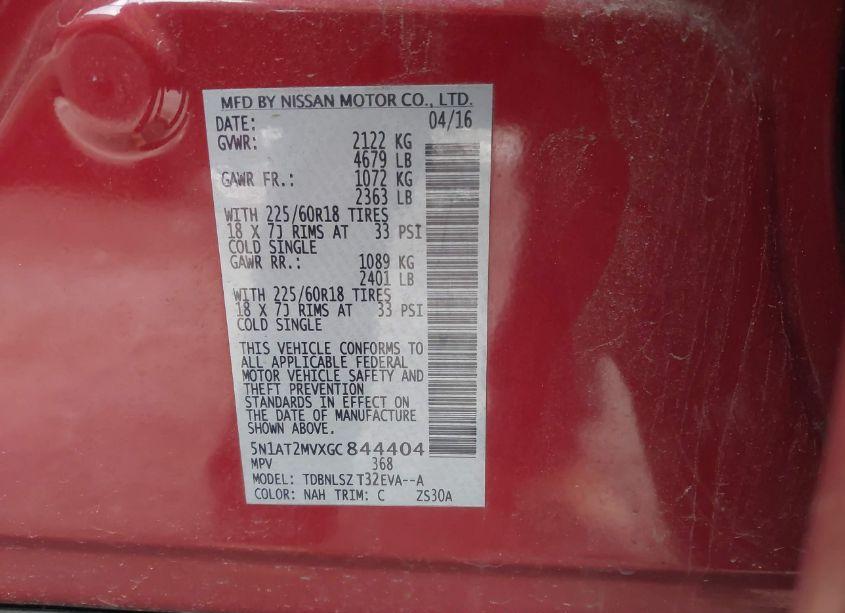 MFD BY NISSAN MOTOR CO., LTD.
DATE: 04/16
GVWR: 2122 KG
4679 LB
GAWR FR.: 1072 KG
2363 LB
WITH 225/60R18 TIRES
18 X 7J RIMS AT 33 PSI
COLD SINGLE
GAWR RR.: 1089 KG
2401 LB
WITH 225/60R18 TIRES
18 X 7J RIMS AT 33 PSI
COLD SINGLE
THIS VEHICLE CONFORMS TO
ALL APPLICABLE FEDERAL
MOTOR VEHICLE SAFETY AND
THEFT PREVENTION
STANDARDS IN EFFECT ON
THE DATE OF MANUFACTURE
SHOWN ABOVE.
5N1AT2MVXGC844404
MPV 368
MODEL: TDBNLSZ T32EVA--A
COLOR: NAH TRIM: C ZS30A